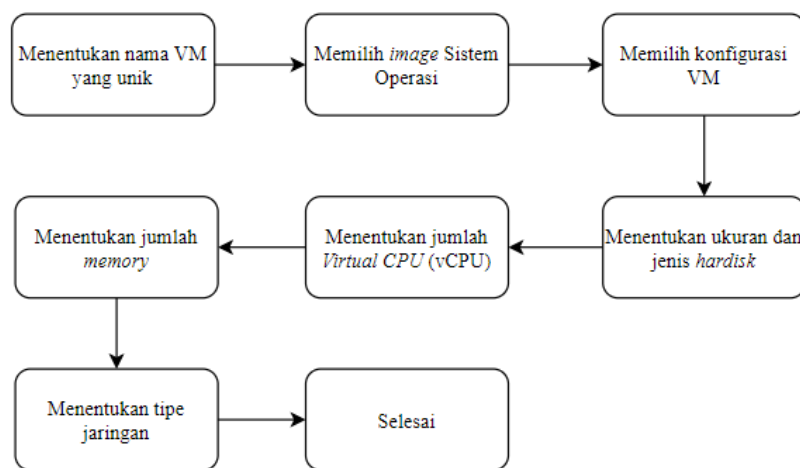 Menentukan nama VM
yang unik
Memilih image Sistem
Operasi
Memilih konfigurasi
VM
Menentukan ukuran dan
jenis hardisk
Menentukan jumlah
Virtual CPU (vCPU)
Menentukan jumlah
memory
Menentukan tipe
jaringan
Selesai